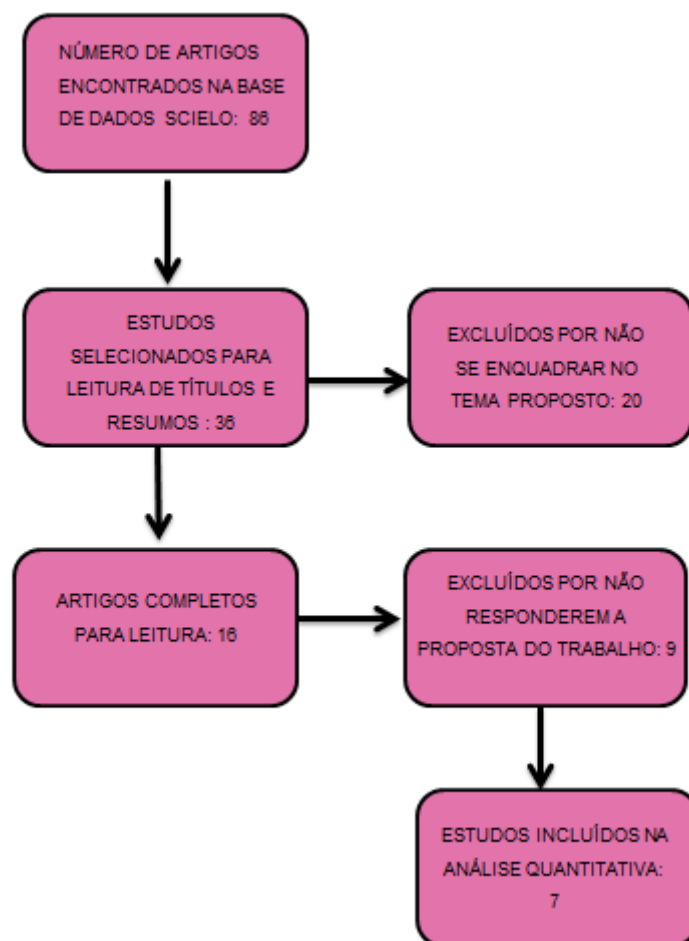 NÚMERO DE ARTIGOS
ENCONTRADOS NA BASE
DE DADOS SCIELO: 86
ESTUDOS
SELECIONADOS PARA
LEITURA DE TÍTULOS E
RESUMOS : 36
EXCLUÍDOS POR NÃO
SE ENQUADRAR NO
TEMA PROPOSTO: 20
ARTIGOS COMPLETOS
PARA LEITURA: 16
EXCLUÍDOS POR NÃO
RESPONDEREM A
PROPOSTA DO TRABALHO: 9
ESTUDOS INCLUÍDOS NA
ANÁLISE QUANTITATIVA:
7